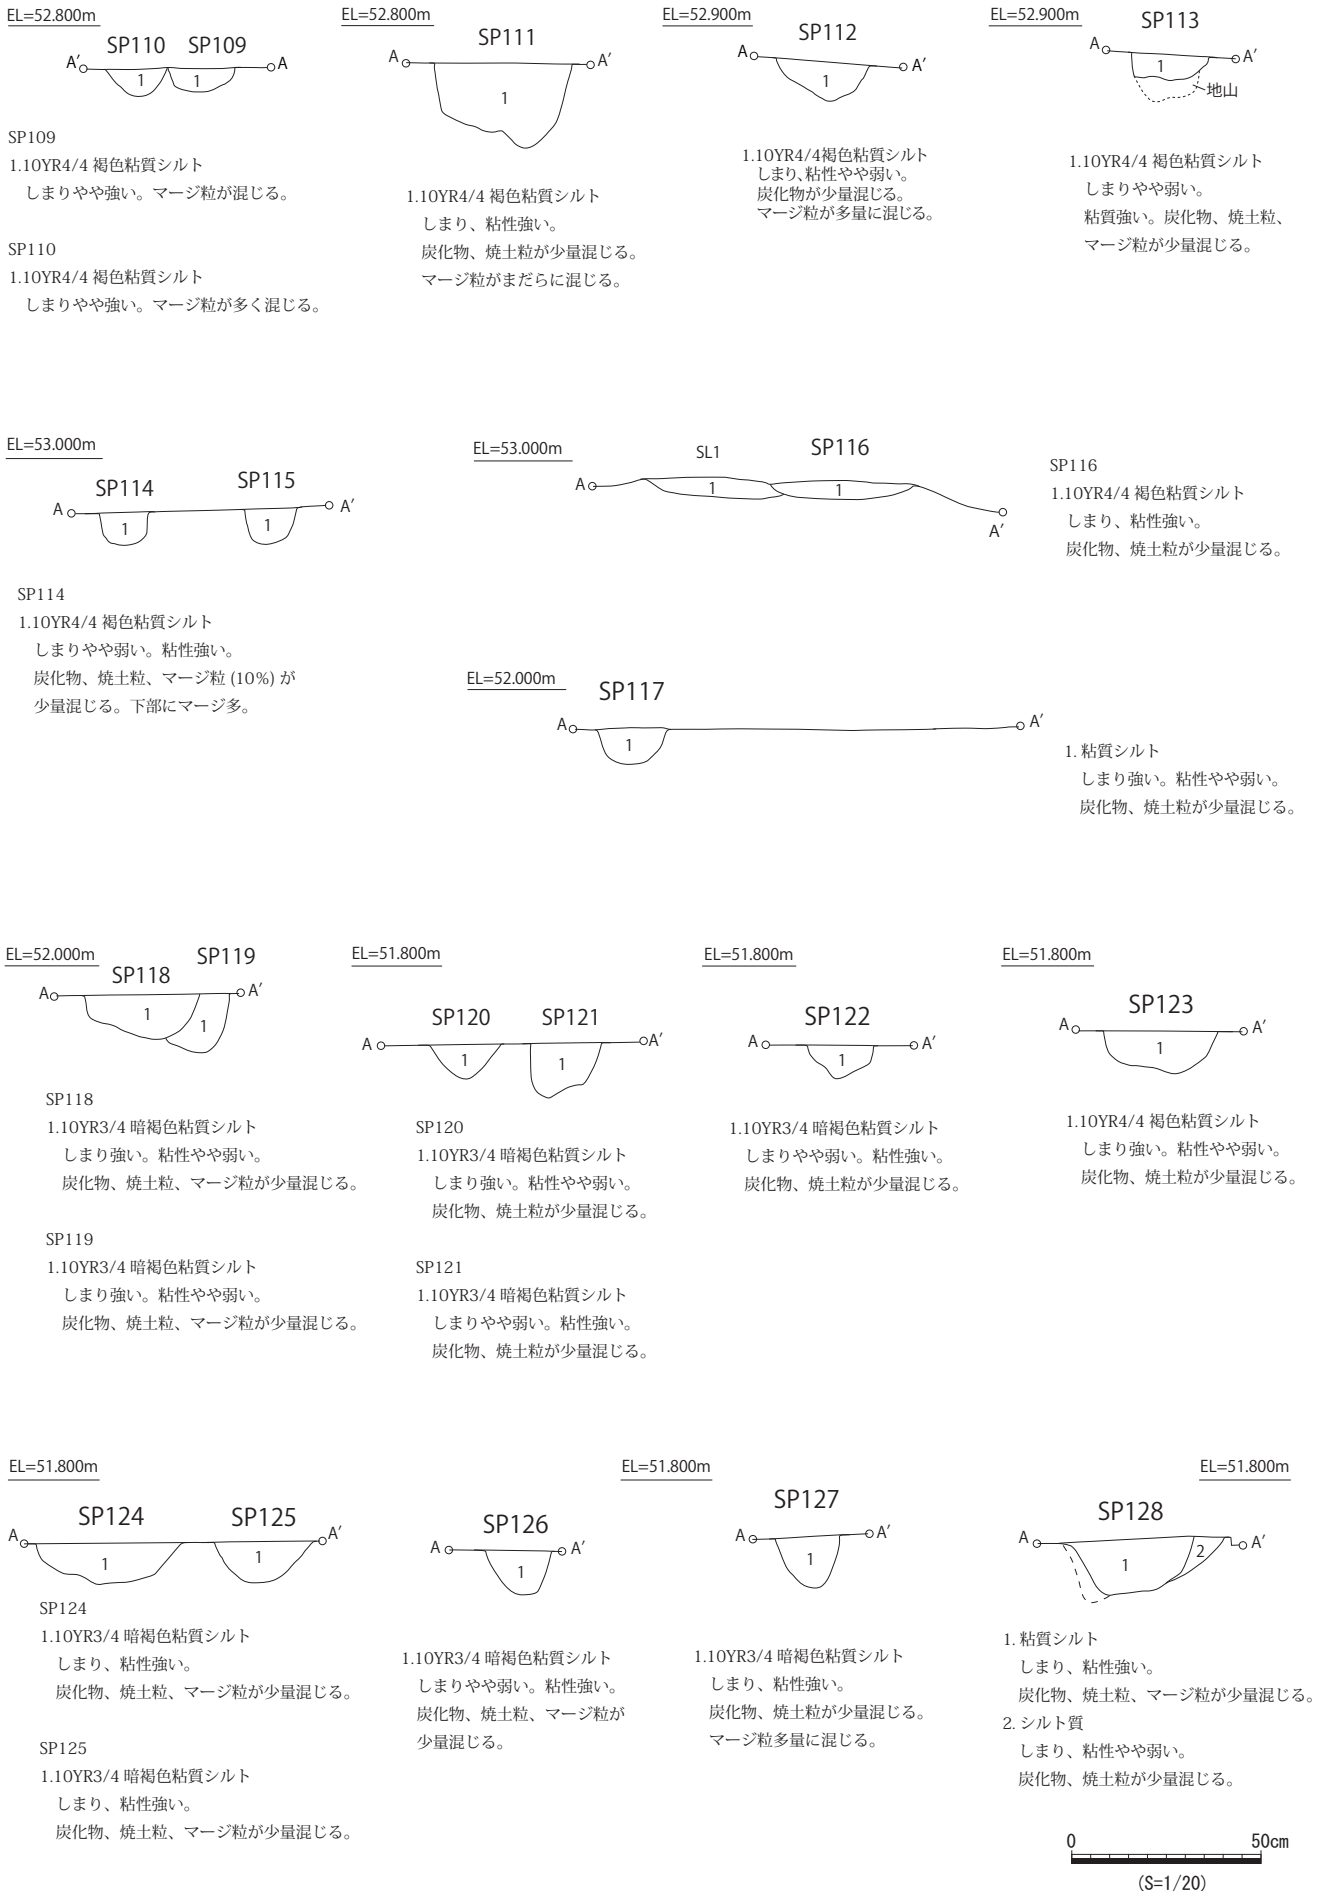 EL=52.800m
SP110 SP109
A′ A
1 1
SP109
1.10YR4/4 褐色粘質シルト
しまりやや強い。マージ粒が混じる。
SP110
1.10YR4/4 褐色粘質シルト
しまりやや強い。マージ粒が多く混じる。
EL=52.800m
SP111
A A′
1
1.10YR4/4 褐色粘質シルト
しまり、粘性強い。
炭化物、焼土粒が少量混じる。
マージ粒がまだらに混じる。
EL=52.900m
SP112
A A′
1
1.10YR4/4褐色粘質シルト
しまり、粘性やや弱い。
炭化物が少量混じる。
マージ粒が多量に混じる。
EL=52.900m
SP113
A A′
1
地山
1.10YR4/4 褐色粘質シルト
しまりやや弱い。
粘質強い。炭化物、焼土粒、
マージ粒が少量混じる。
EL=53.000m
SP114 SP115
A A′
1 1
SP114
1.10YR4/4 褐色粘質シルト
しまりやや弱い。粘性強い。
炭化物、焼土粒、マージ粒 (10%) が
少量混じる。下部にマージ多。
EL=53.000m
SL1 SP116
A A′
1 1
SP116
1.10YR4/4 褐色粘質シルト
しまり、粘性強い。
炭化物、焼土粒が少量混じる。
EL=52.000m
SP117
A A′
1
1. 粘質シルト
しまり強い。粘性やや弱い。
炭化物、焼土粒が少量混じる。
EL=52.000m
SP118 SP119
A A′
1 1
SP118
1.10YR3/4 暗褐色粘質シルト
しまり強い。粘性やや弱い。
炭化物、焼土粒、マージ粒が少量混じる。
SP119
1.10YR3/4 暗褐色粘質シルト
しまり強い。粘性やや弱い。
炭化物、焼土粒、マージ粒が少量混じる。
EL=51.800m
SP120 SP121
A A′
1 1
SP120
1.10YR3/4 暗褐色粘質シルト
しまり強い。粘性やや弱い。
炭化物、焼土粒が少量混じる。
SP121
1.10YR3/4 暗褐色粘質シルト
しまりやや弱い。粘性強い。
炭化物、焼土粒が少量混じる。
EL=51.800m
SP122
A A′
1
1.10YR3/4 暗褐色粘質シルト
しまりやや弱い。粘性強い。
炭化物、焼土粒が少量混じる。
EL=51.800m
SP123
A A′
1
1.10YR4/4 褐色粘質シルト
しまり強い。粘性やや弱い。
炭化物、焼土粒が少量混じる。
EL=51.800m
SP124 SP125
A A′
1 1
SP124
1.10YR3/4 暗褐色粘質シルト
しまり、粘性強い。
炭化物、焼土粒、マージ粒が少量混じる。
SP125
1.10YR3/4 暗褐色粘質シルト
しまり、粘性強い。
炭化物、焼土粒、マージ粒が少量混じる。
SP126
A A′
1
1.10YR3/4 暗褐色粘質シルト
しまりやや弱い。粘性強い。
炭化物、焼土粒、マージ粒が
少量混じる。
EL=51.800m
SP127
A A′
1
1.10YR3/4 暗褐色粘質シルト
しまり、粘性強い。
炭化物、焼土粒が少量混じる。
マージ粒多量に混じる。
EL=51.800m
SP128
A A′
1 2
1. 粘質シルト
しまり、粘性強い。
炭化物、焼土粒、マージ粒が少量混じる。
2. シルト質
しまり、粘性やや弱い。
炭化物、焼土粒が少量混じる。
0 50cm
(S=1/20)